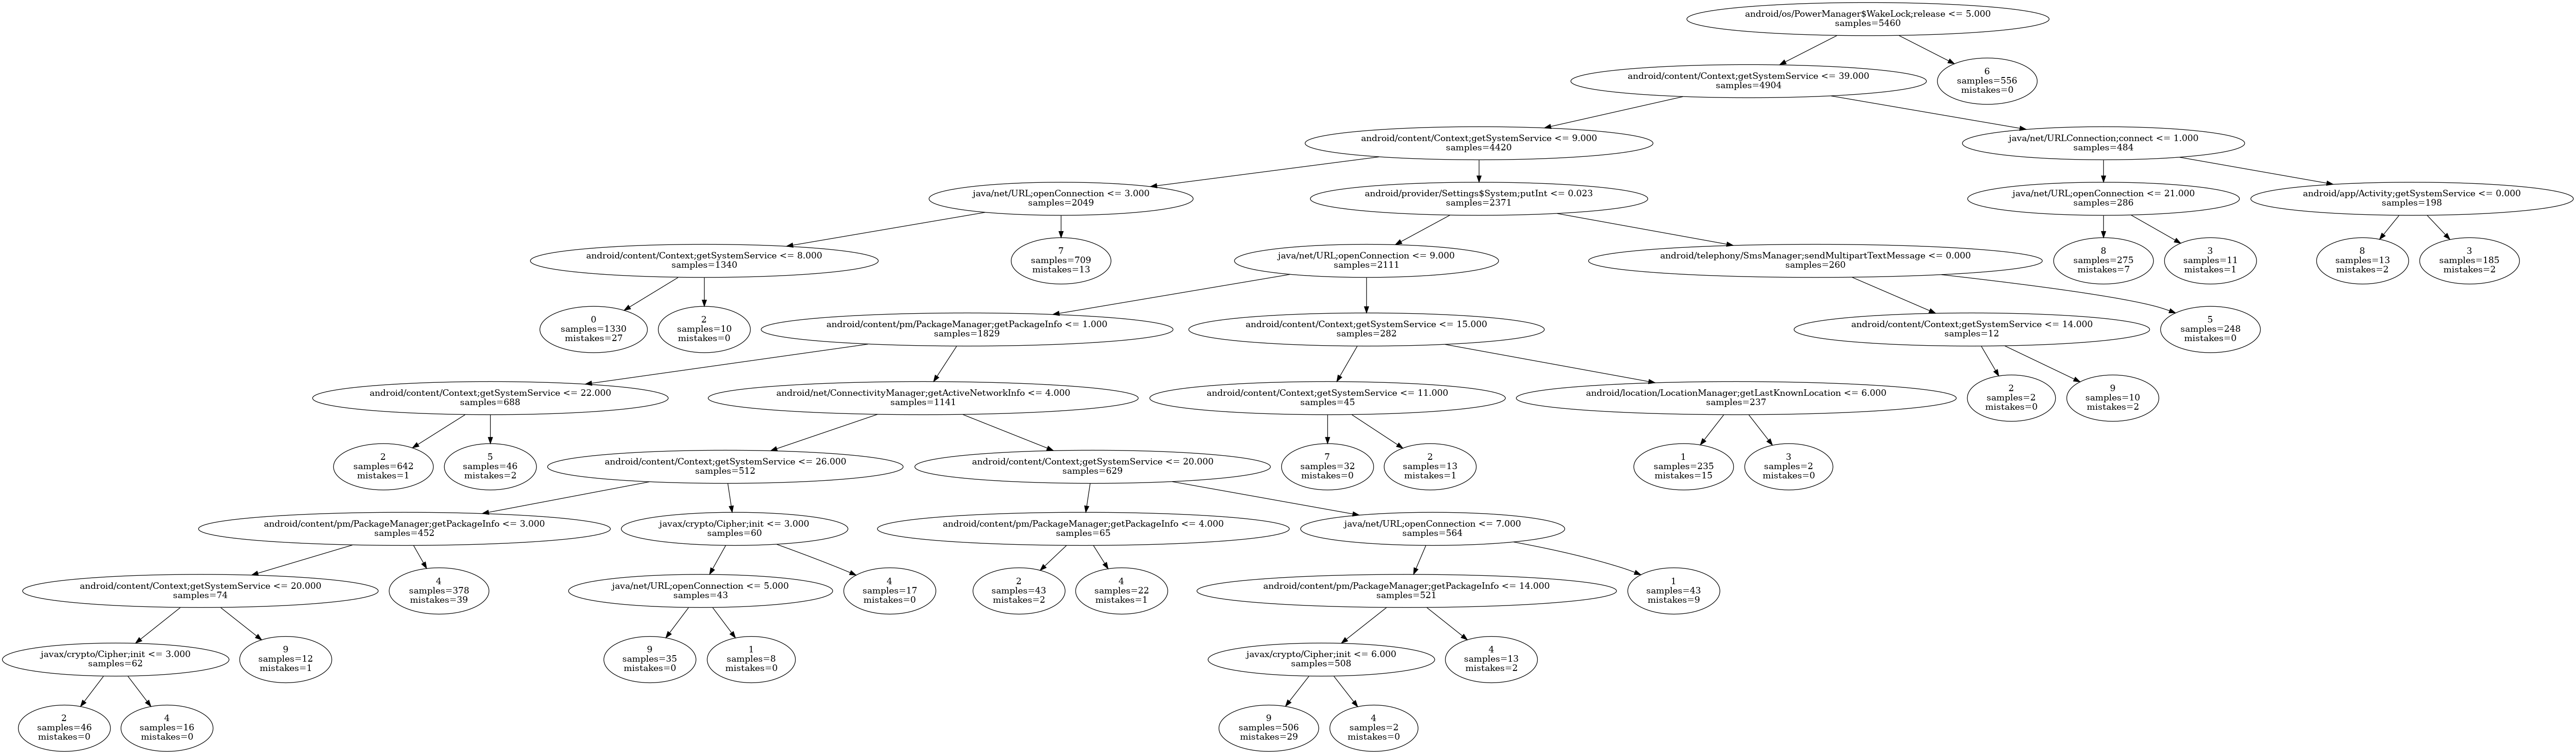 android/os/PowerManager$WakeLock;release <= 5.000
samples=5460
android/content/Context;getSystemService <= 39.000
samples=4904
6
samples=556
mistakes=0
android/content/Context;getSystemService <= 9.000
samples=4420
java/net/URLConnection;connect <= 1.000
samples=484
java/net/URL;openConnection <= 3.000
samples=2049
android/provider/Settings$System;putInt <= 0.023
samples=2371
java/net/URL;openConnection <= 21.000
samples=286
android/app/Activity;getSystemService <= 0.000
samples=198
android/content/Context;getSystemService <= 8.000
samples=1340
7
samples=709
mistakes=13
java/net/URL;openConnection <= 9.000
samples=2111
android/telephony/SmsManager;sendMultipartTextMessage <= 0.000
samples=260
8
samples=275
mistakes=7
3
samples=11
mistakes=1
8
samples=13
mistakes=2
3
samples=185
mistakes=2
0
samples=1330
mistakes=27
2
samples=10
mistakes=0
android/content/pm/PackageManager;getPackageInfo <= 1.000
samples=1829
android/content/Context;getSystemService <= 15.000
samples=282
android/content/Context;getSystemService <= 14.000
samples=12
5
samples=248
mistakes=0
android/content/Context;getSystemService <= 22.000
samples=688
android/net/ConnectivityManager;getActiveNetworkInfo <= 4.000
samples=1141
android/content/Context;getSystemService <= 11.000
samples=45
android/location/LocationManager;getLastKnownLocation <= 6.000
samples=237
2
samples=2
mistakes=0
9
samples=10
mistakes=2
2
samples=642
mistakes=1
5
samples=46
mistakes=2
android/content/Context;getSystemService <= 26.000
samples=512
android/content/Context;getSystemService <= 20.000
samples=629
7
samples=32
mistakes=0
2
samples=13
mistakes=1
1
samples=235
mistakes=15
3
samples=2
mistakes=0
android/content/pm/PackageManager;getPackageInfo <= 3.000
samples=452
javax/crypto/Cipher;init <= 3.000
samples=60
android/content/pm/PackageManager;getPackageInfo <= 4.000
samples=65
java/net/URL;openConnection <= 7.000
samples=564
android/content/Context;getSystemService <= 20.000
samples=74
4
samples=378
mistakes=39
java/net/URL;openConnection <= 5.000
samples=43
4
samples=17
mistakes=0
2
samples=43
mistakes=2
4
samples=22
mistakes=1
android/content/pm/PackageManager;getPackageInfo <= 14.000
samples=521
1
samples=43
mistakes=9
javax/crypto/Cipher;init <= 3.000
samples=62
9
samples=12
mistakes=1
9
samples=35
mistakes=0
1
samples=8
mistakes=0
javax/crypto/Cipher;init <= 6.000
samples=508
4
samples=13
mistakes=2
2
samples=46
mistakes=0
4
samples=16
mistakes=0
9
samples=506
mistakes=29
4
samples=2
mistakes=0